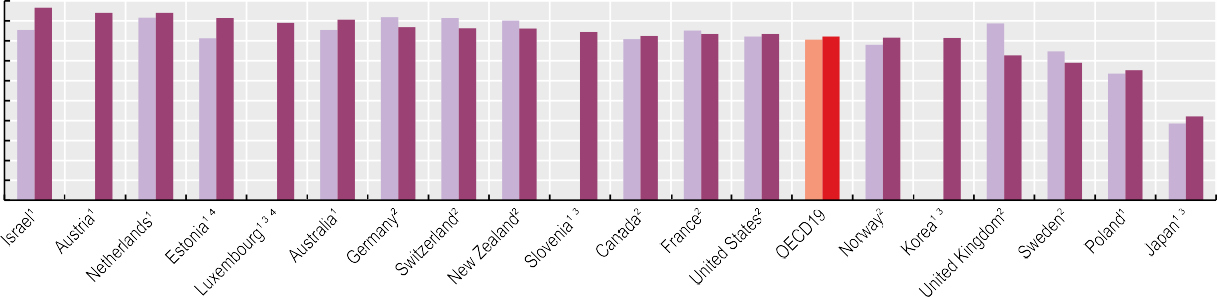 Israel¹
Austria¹
Netherlands¹
Estonia¹ ⁴
Luxembourg¹ ³ ⁴
Australia¹
Germany²
Switzerland²
New Zealand²
Slovenia¹ ³
Canada²
France²
United States²
OECD19
Norway²
Korea¹ ³
United Kingdom²
Sweden²
Poland¹
Japan¹ ³